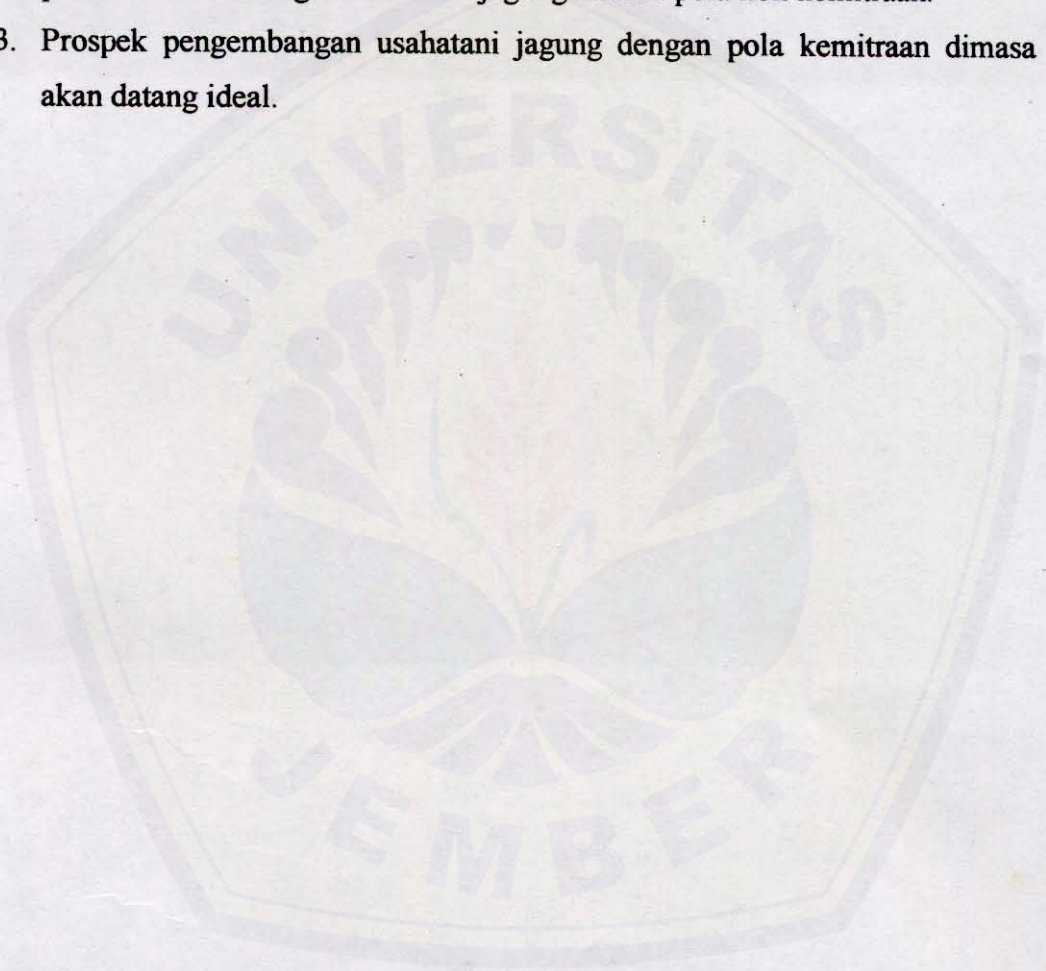 3. Prospek pengembangan usahatani jagung dengan pola kemitraan dimasa
akan datang ideal.
UNIVERSITAS
JEMBER